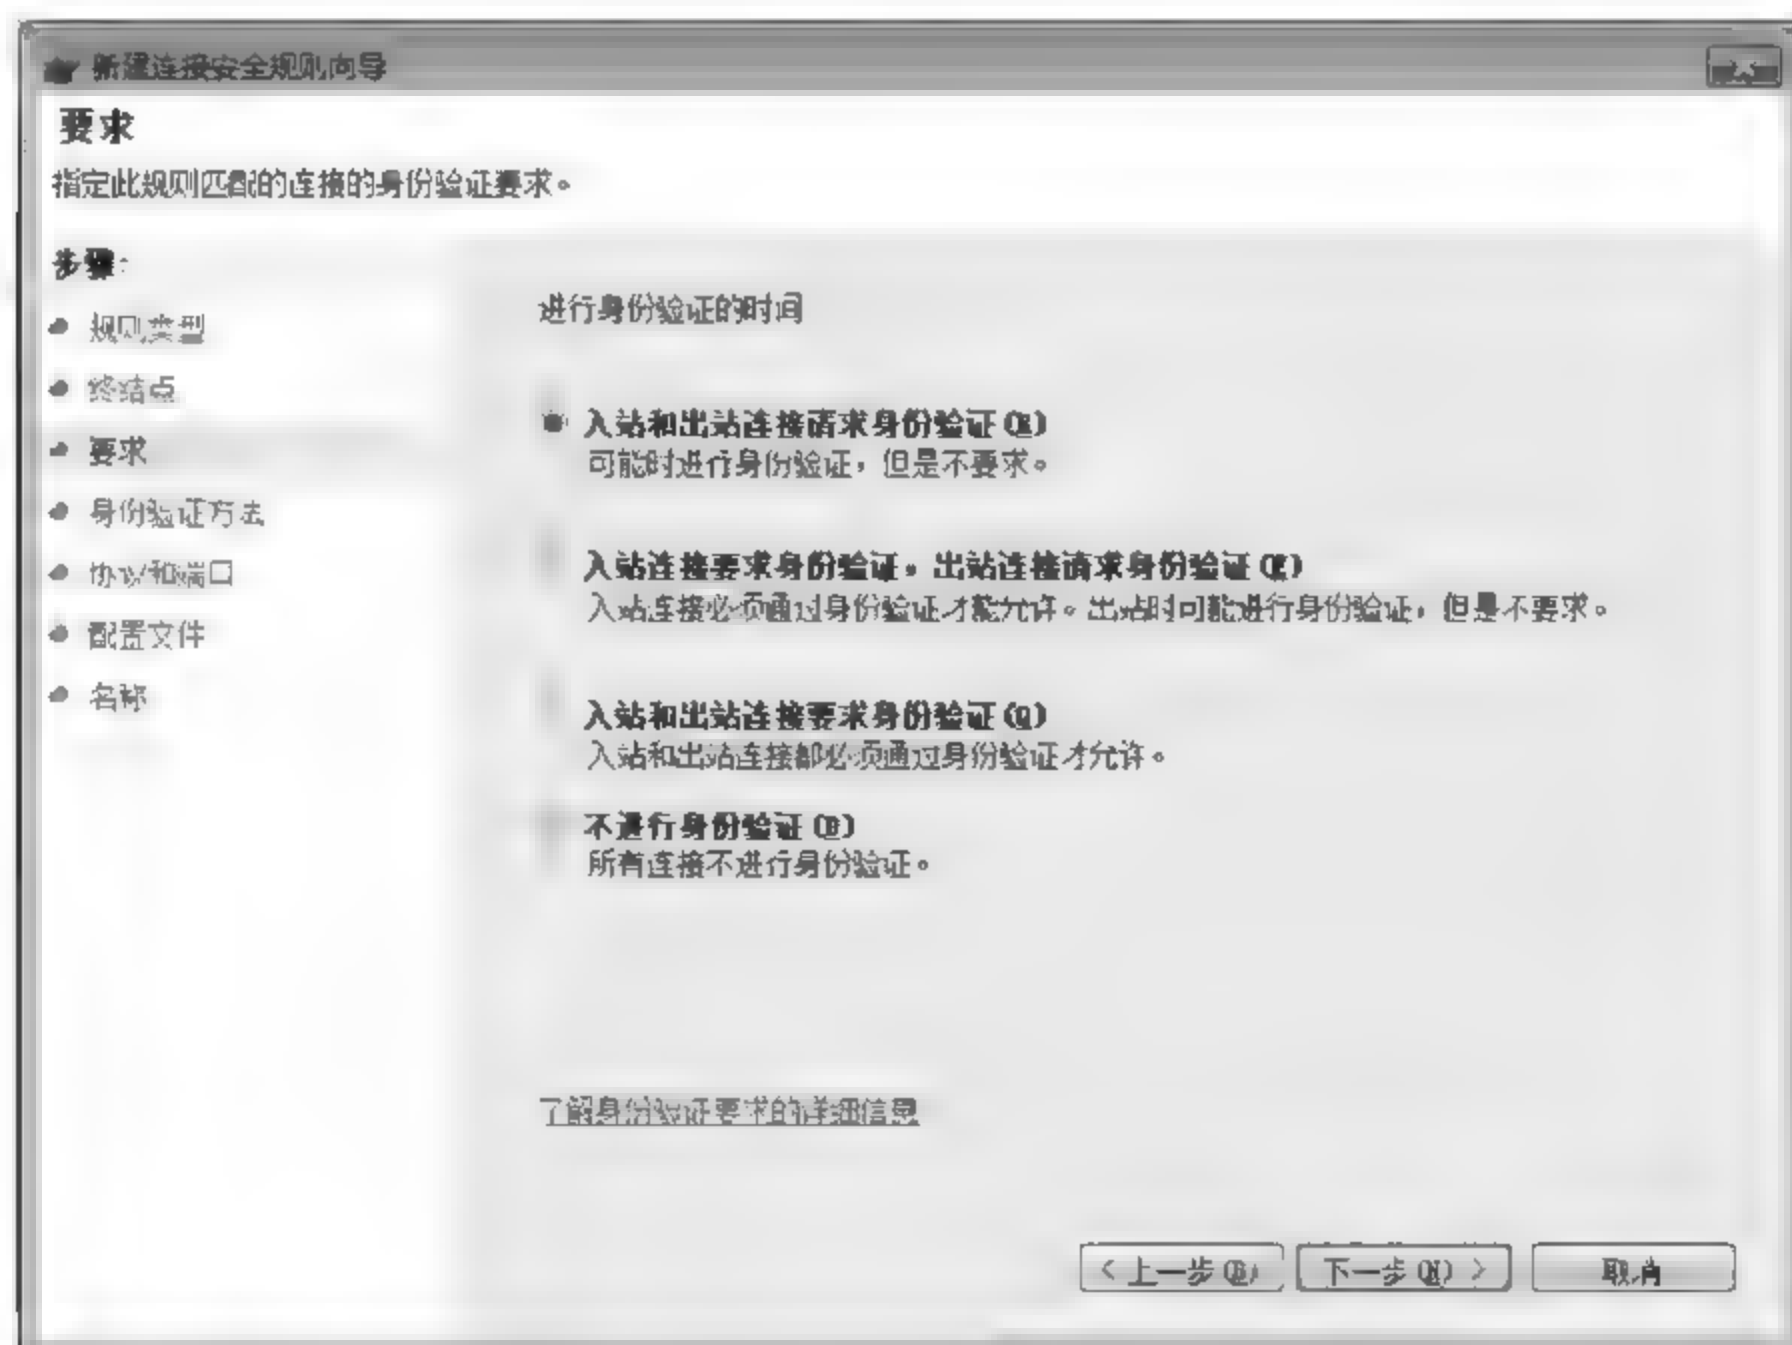 新建连接安全规则向导
要求
指定此规则匹配的连接的身份验证要求。
步骤:
规则类型
终结点
要求
身份验证方法
协议和端口
配置文件
名称
进行身份验证的时间
入站和出站连接请求身份验证(R)
可能时进行身份验证，但是不要求。
入站连接要求身份验证，出站连接请求身份验证
入站连接必须通过身份验证才能允许。出站时可能进行身份验证，但是不要求。
入站和出站连接要求身份验证
入站和出站连接都必须通过身份验证才允许。
不进行身份验证
所有连接不进行身份验证。
了解身份验证要求的详细信息
<上一步(B)
下一步(N) >
取消